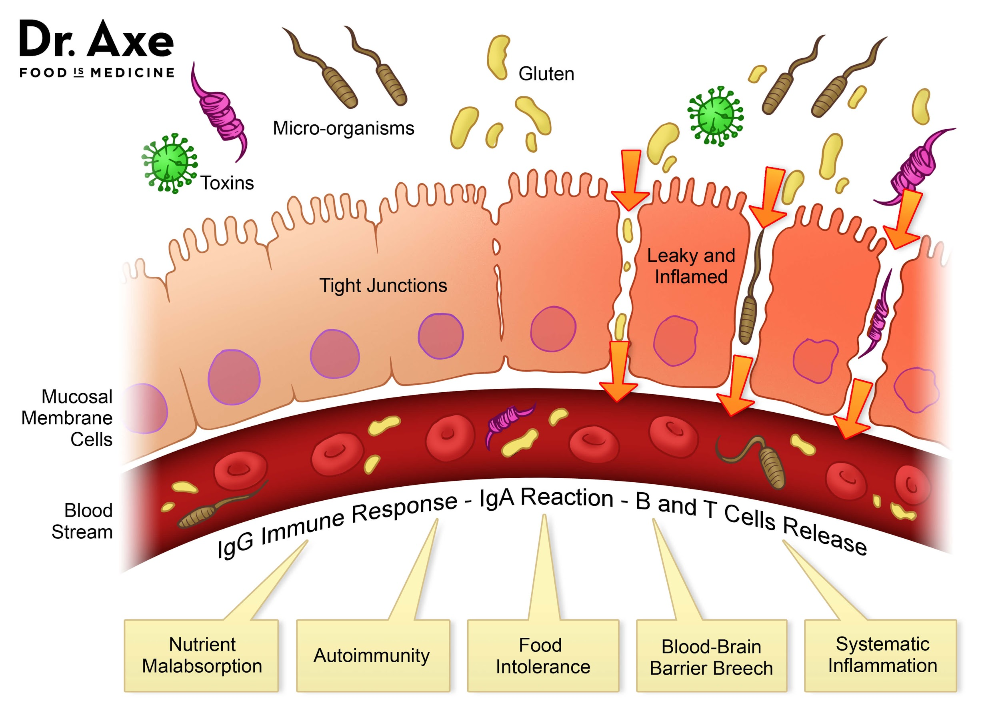 Dr. Axe
FOOD IS MEDICINE
Gluten
Micro-organisms
Toxins
Leaky and
Inflamed
Tight Junctions
Mucosal
Membrane
Cells
Blood
Stream
IgG Immune Response - IgA Reaction - B and T Cells Release
Nutrient
Malabsorption
Autoimmunity
Food
Intolerance
Blood-Brain
Barrier Breech
Systematic
Inflammation